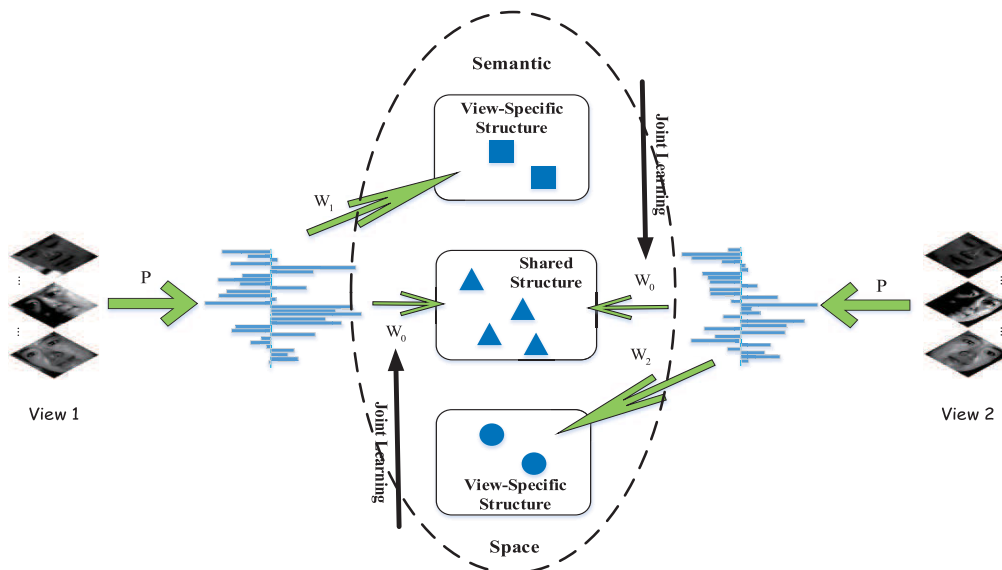 Semantic
View-Specific
Structure
Joint Learning
W1
P
Shared
Structure
W0
W0
P
W2
View 1
Joint Learning
View 2
View-Specific
Structure
Space